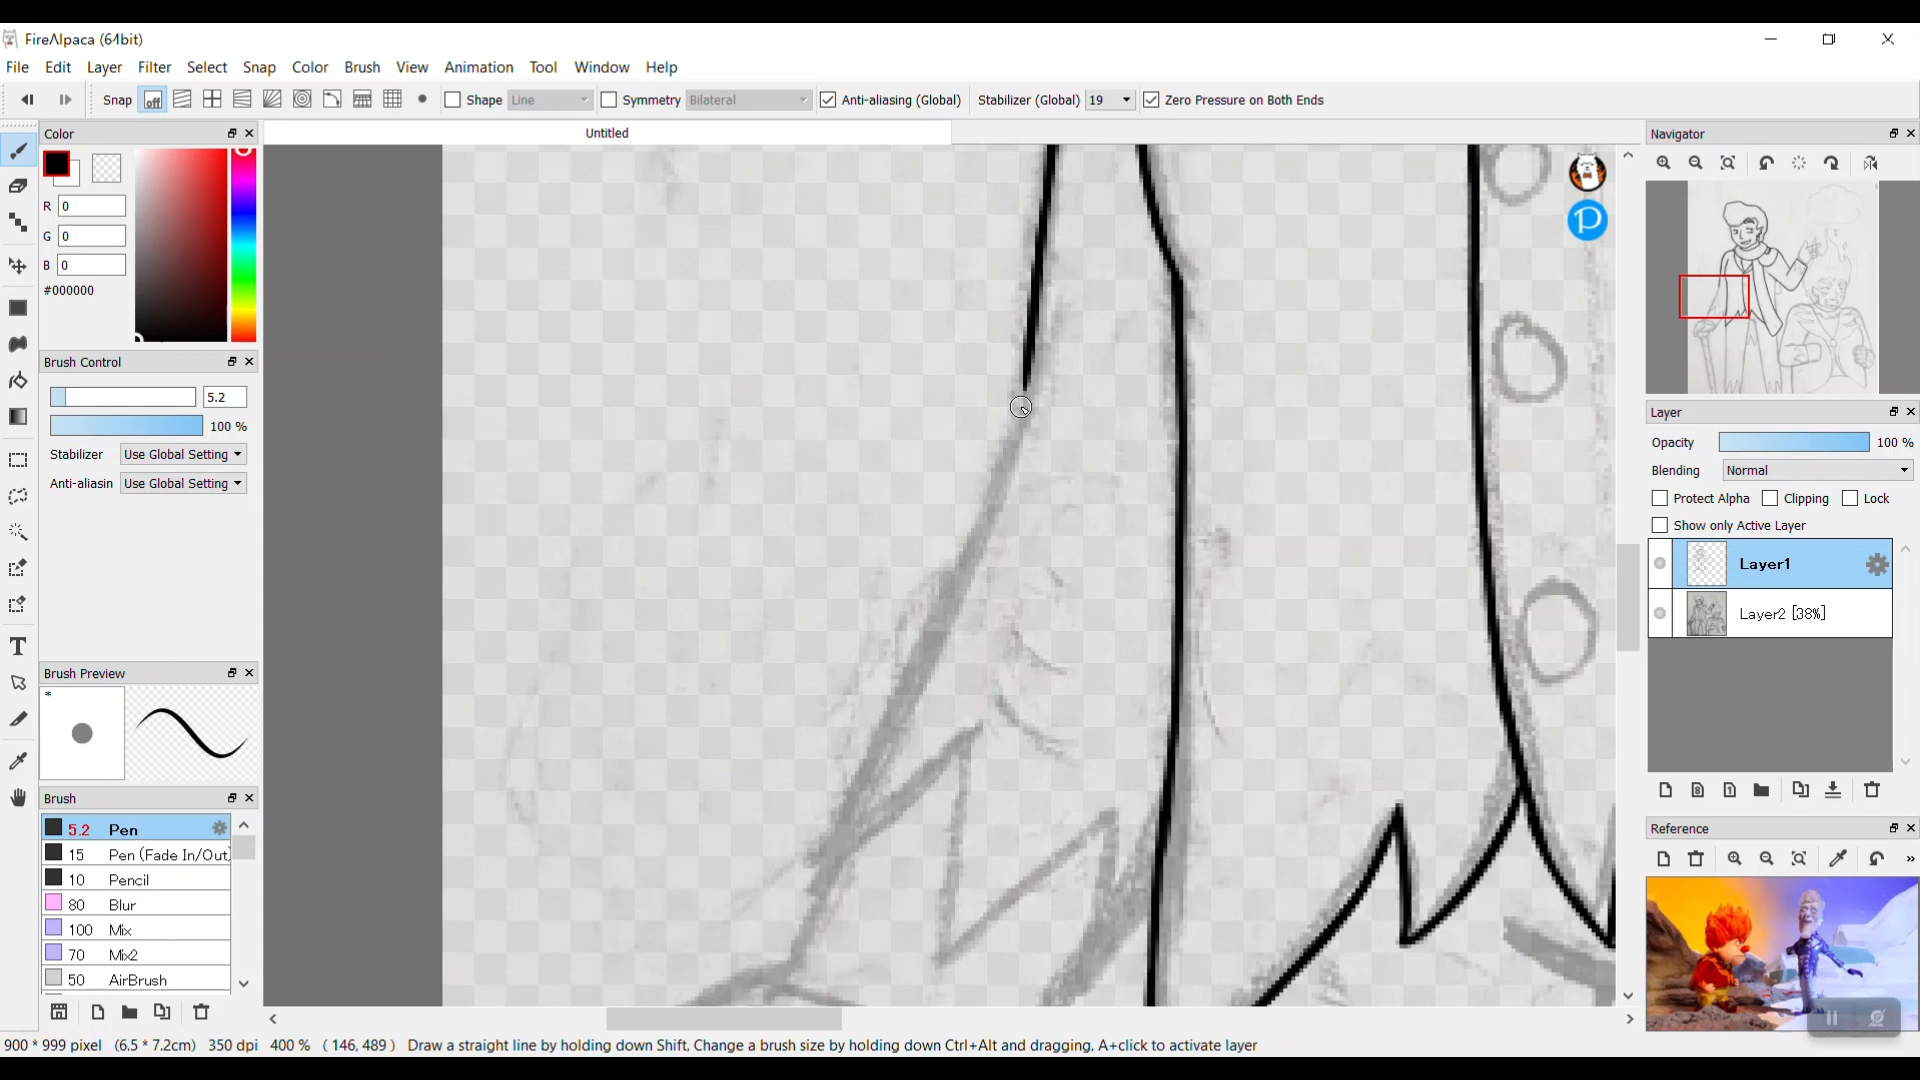 FireAlpaca (64bit)
File Edit Layer Filter Select Snap Color Brush View Animation Tool Window Help
Snap off Shape Line Symmetry Bilateral Anti-aliasing (Global) Stabilizer (Global) 19 Zero Pressure on Both Ends
Color
Untitled
Navigator
R 0
G 0
B 0
#000000
Brush Control
5.2
100 %
Stabilizer Use Global Setting
Anti-aliasin Use Global Setting
Layer
Opacity 100 %
Blending Normal
Protect Alpha Clipping Lock
Show only Active Layer
Layer1
Layer2 [38%]
Brush Preview
*
Brush
5.2 Pen
15 Pen (Fade In/Out)
10 Pencil
80 Blur
100 Mix
70 Mix2
50 AirBrush
Reference
900 * 999 pixel (6.5 * 7.2cm) 350 dpi 400 % ( 146, 489 ) Draw a straight line by holding down Shift, Change a brush size by holding down Ctrl+Alt and dragging, A+click to activate layer